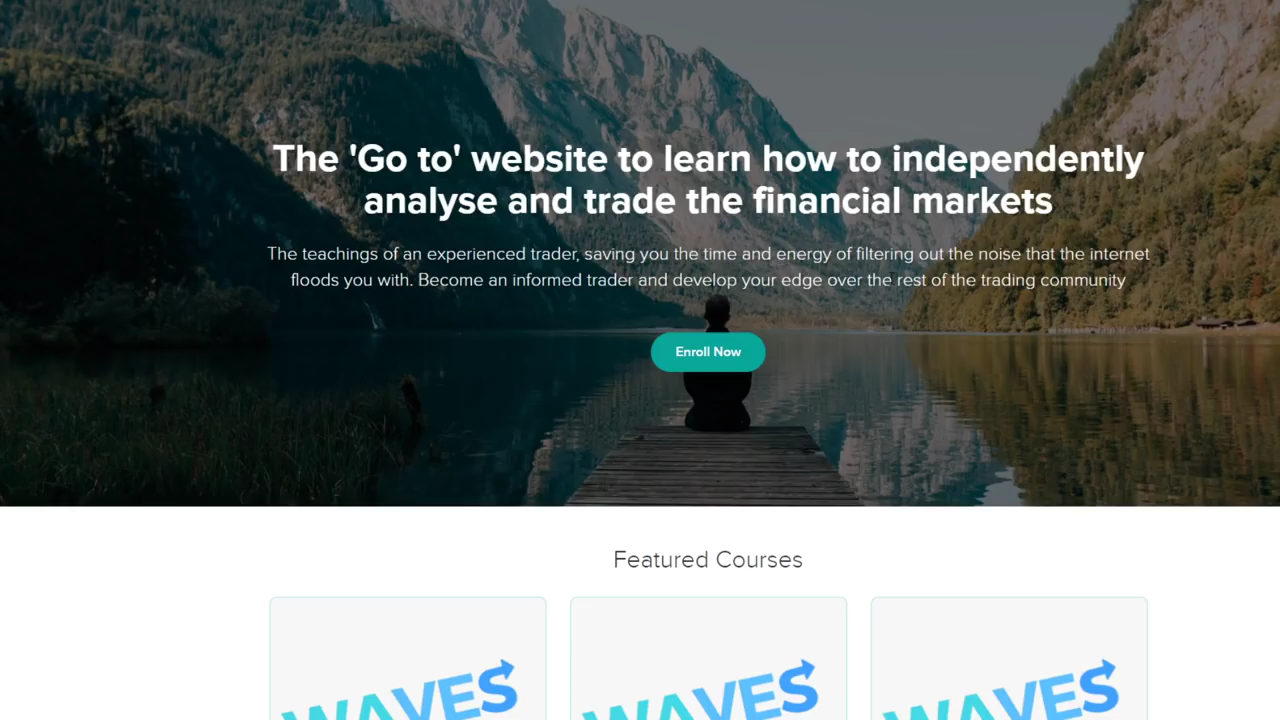 The 'Go to' website to learn how to independently
analyse and trade the financial markets
The teachings of an experienced trader, saving you the time and energy of filtering out the noise that the internet
floods you with. Become an informed trader and develop your edge over the rest of the trading community
Enroll Now
Featured Courses
WAVES WAVES WAVES